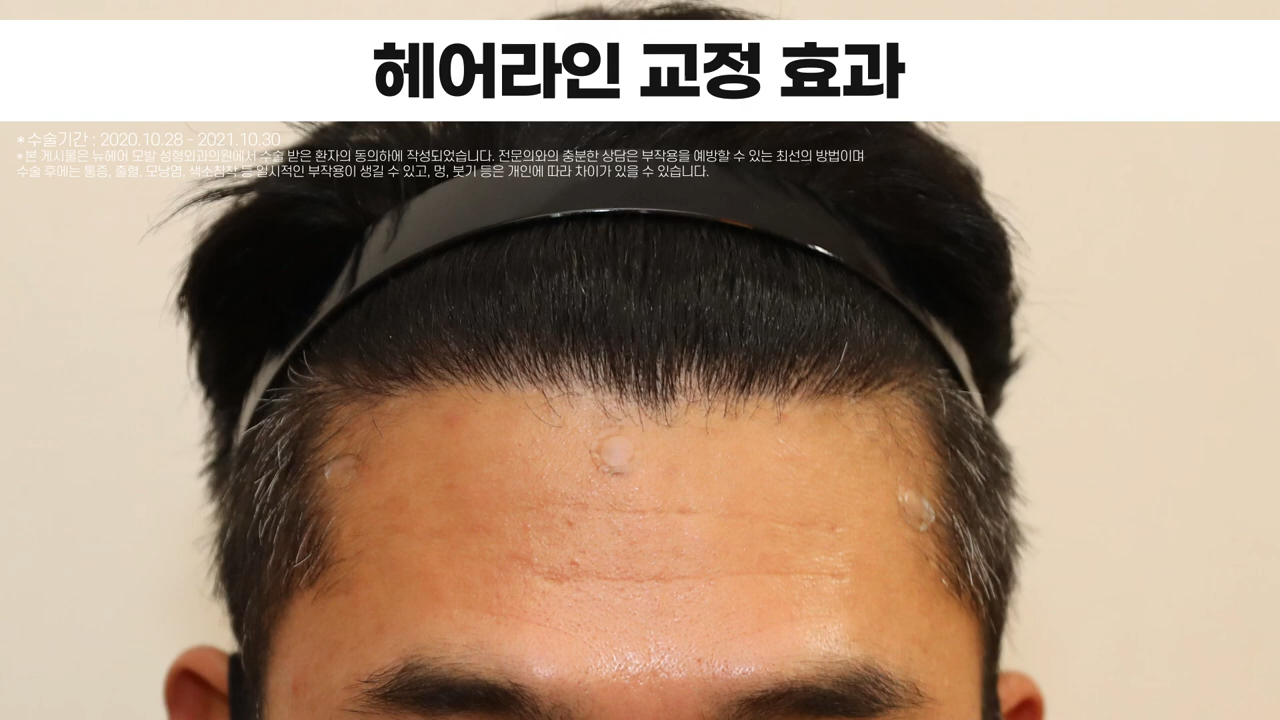 헤어라인 교정 효과
*수술기간 : 2020.10.28 - 2021.10.30
*본 게시물은 뉴헤어 모발 성형외과의원에서 수술 받은 환자의 동의하에 작성되었습니다. 전문의와의 충분한 상담은 부작용을 예방할 수 있는 최선의 방법이며
수술 후에는 통증, 출혈, 모낭염, 색소침착 등 일시적인 부작용이 생길 수 있고, 멍, 붓기 등은 개인에 따라 차이가 있을 수 있습니다.